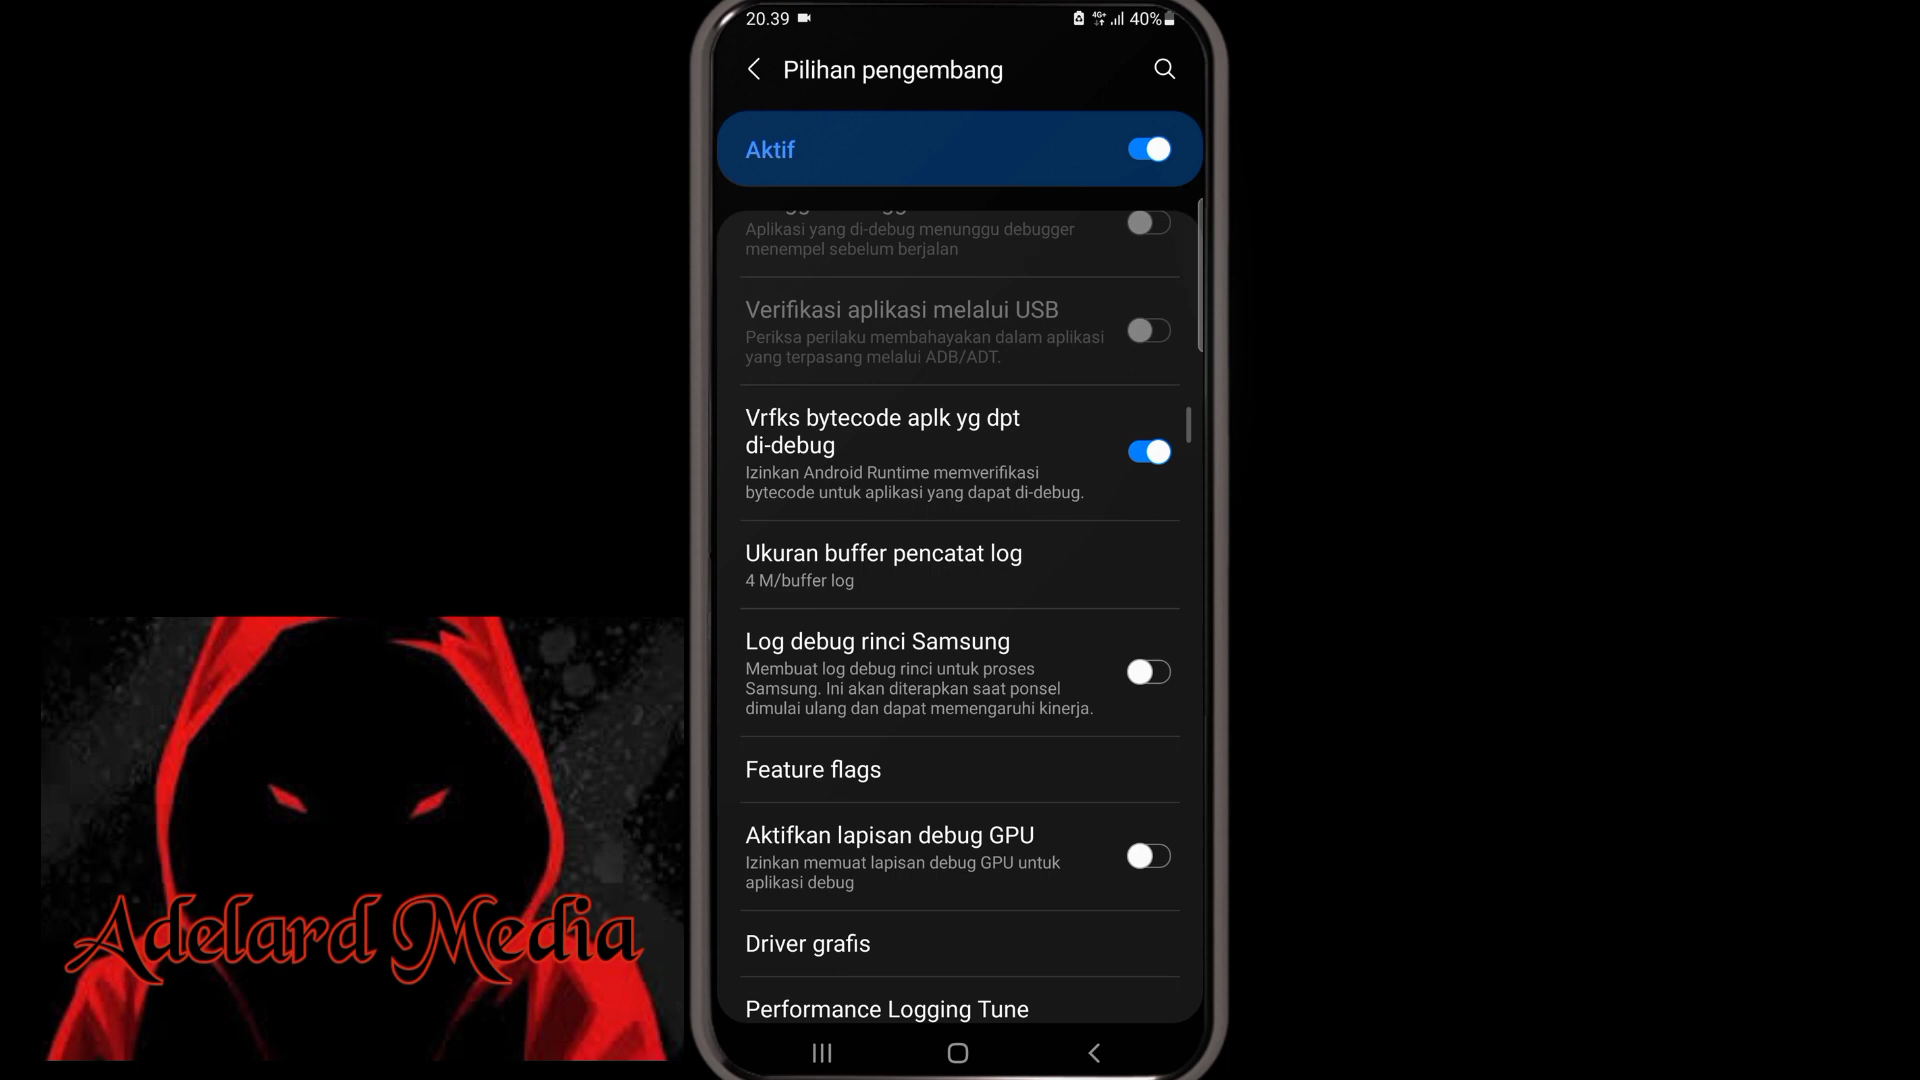 20.39
4G+
40%
Pilihan pengembang
Aktif
Aplikasi yang di-debug menunggu debugger
menempel sebelum berjalan
Verifikasi aplikasi melalui USB
Periksa perilaku membahayakan dalam aplikasi
yang terpasang melalui ADB/ADT.
Vrfks bytecode aplk yg dpt
di-debug
Izinkan Android Runtime memverifikasi
bytecode untuk aplikasi yang dapat di-debug.
Ukuran buffer pencatat log
4 M/buffer log
Log debug rinci Samsung
Membuat log debug rinci untuk proses
Samsung. Ini akan diterapkan saat ponsel
dimulai ulang dan dapat memengaruhi kinerja.
Feature flags
Aktifkan lapisan debug GPU
Izinkan memuat lapisan debug GPU untuk
aplikasi debug
Driver grafis
Performance Logging Tune
Adelard Media